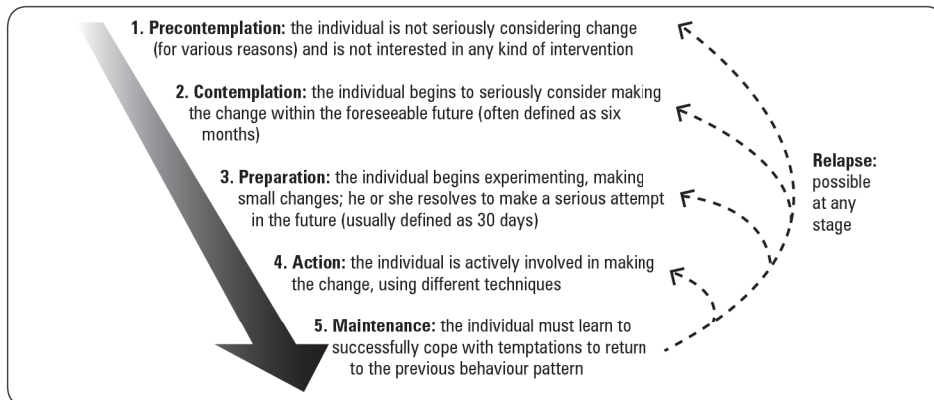 1. Precontemplation: the individual is not seriously considering change
(for various reasons) and is not interested in any kind of intervention
2. Contemplation: the individual begins to seriously consider making
the change within the foreseeable future (often defined as six
months)
3. Preparation: the individual begins experimenting, making
small changes; he or she resolves to make a serious attempt
in the future (usually defined as 30 days)
4. Action: the individual is actively involved in making
the change, using different techniques
5. Maintenance: the individual must learn to
successfully cope with temptations to return
to the previous behaviour pattern
Relapse:
possible
at any
stage